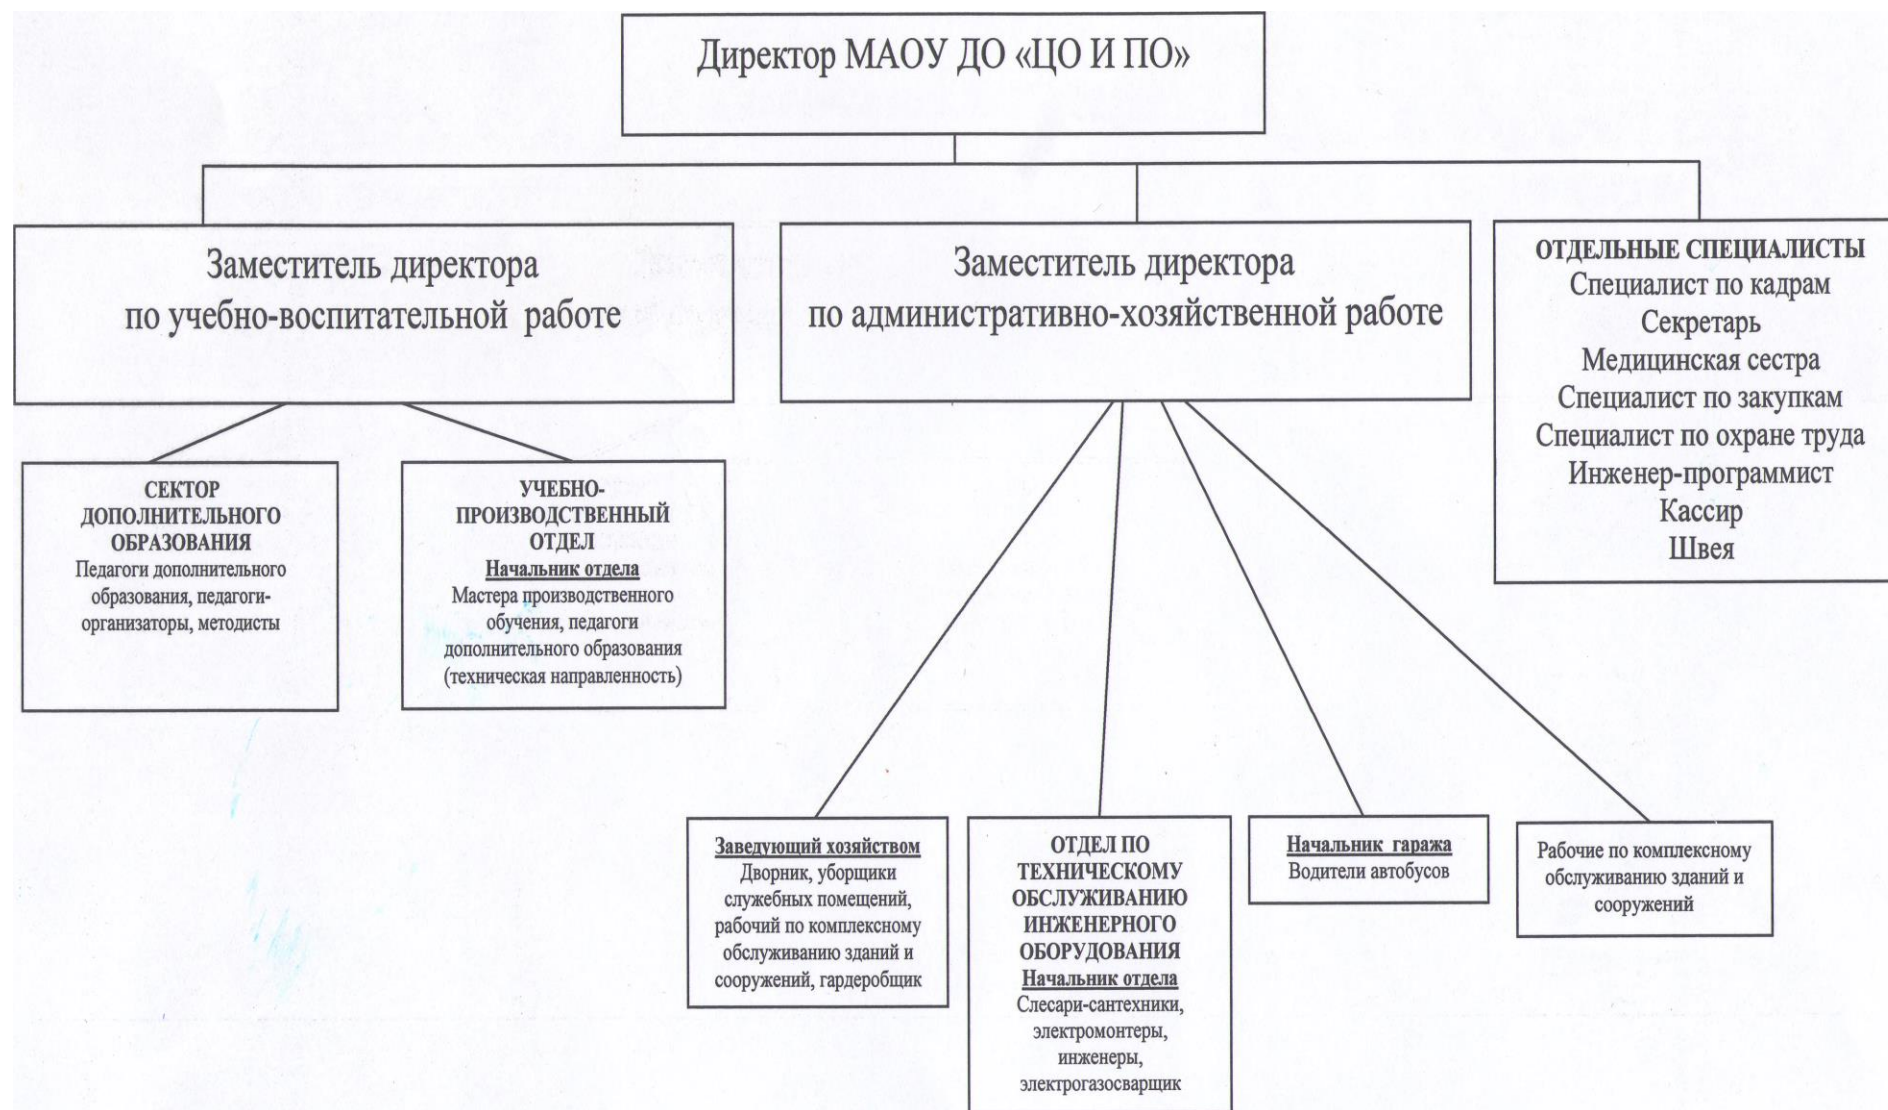 Директор МАОУ ДО «ЦО И ПО»
Заместитель директора
по учебно-воспитательной работе
Заместитель директора
по административно-хозяйственной работе
ОТДЕЛЬНЫЕ СПЕЦИАЛИСТЫ
Специалист по кадрам
Секретарь
Медицинская сестра
Специалист по закупкам
Специалист по охране труда
Инженер-программист
Кассир
Швея
СЕКТОР
ДОПОЛНИТЕЛЬНОГО
ОБРАЗОВАНИЯ
Педагоги дополнительного
образования, педагоги-
организаторы, методисты
УЧЕБНО-
ПРОИЗВОДСТВЕННЫЙ
ОТДЕЛ
Начальник отдела
Мастера производственного
обучения, педагоги
дополнительного образования
(техническая направленность)
Заведующий хозяйством
Дворник, уборщики
служебных помещений,
рабочий по комплексному
обслуживанию зданий и
сооружений, гардеробщик
ОТДЕЛ ПО
ТЕХНИЧЕСКОМУ
ОБСЛУЖИВАНИЮ
ИНЖЕНЕРНОГО
ОБОРУДОВАНИЯ
Начальник отдела
Слесари-сантехники,
электромонтеры,
инженеры,
электрогазосварщик
Начальник гаража
Водители автобусов
Рабочие по комплексному
обслуживанию зданий и
сооружений